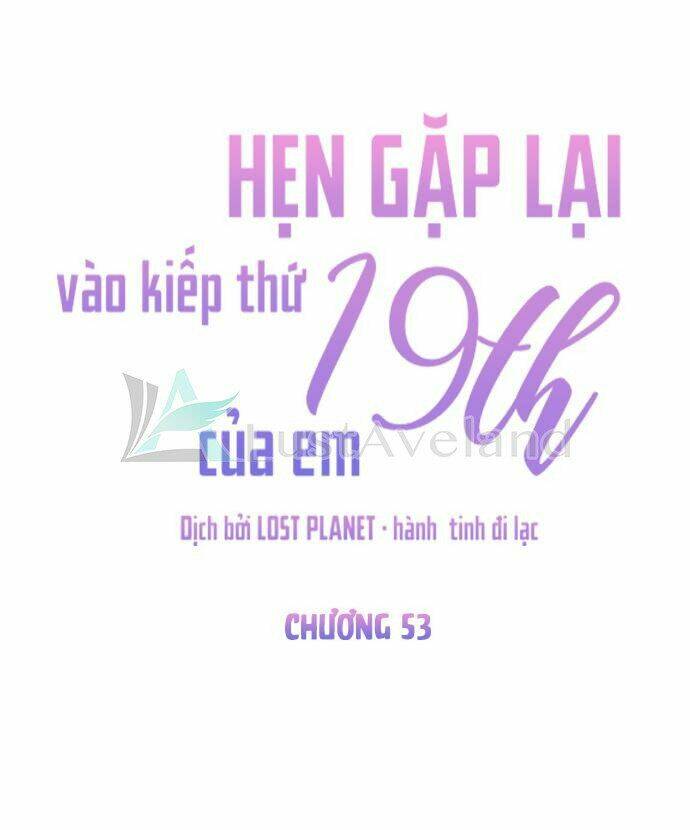 HẸN GẶP LẠI
vào kiếp thứ 19th
của em
JustAveland
Dịch bởi LOST PLANET · hành tinh đi lạc
CHƯƠNG 53